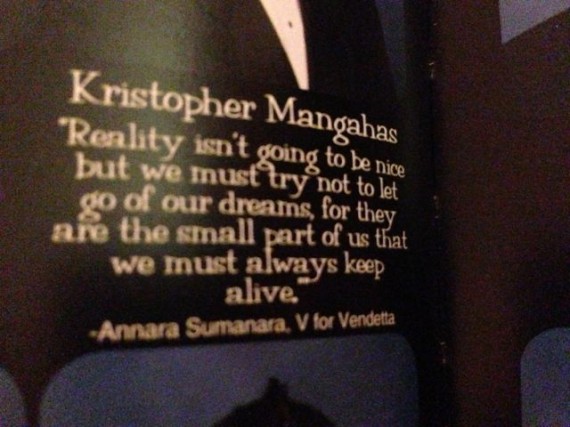 Kristopher Mangahas
"Reality isn't going to be nice
but we must try not to let
go of our dreams, for they
are the small part of us that
we must always keep
alive."
-Annara Sumanara, V for Vendetta